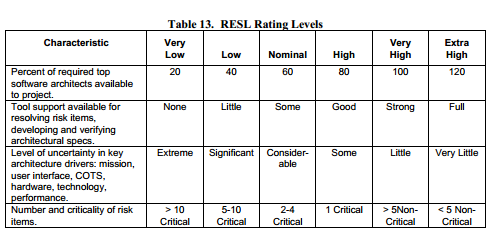 Table 13. RESL Rating Levels
Characteristic Very Low Low Nominal High Very High Extra High
Percent of required top software architects available to project. 20 40 60 80 100 120
Tool support available for resolving risk items, developing and verifying architectural specs. None Little Some Good Strong Full
Level of uncertainty in key architecture drivers: mission, user interface, COTS, hardware, technology, performance. Extreme Significant Consider-able Some Little Very Little
Number and criticality of risk items. > 10 Critical 5-10 Critical 2-4 Critical 1 Critical > 5Non-Critical < 5 Non-Critical